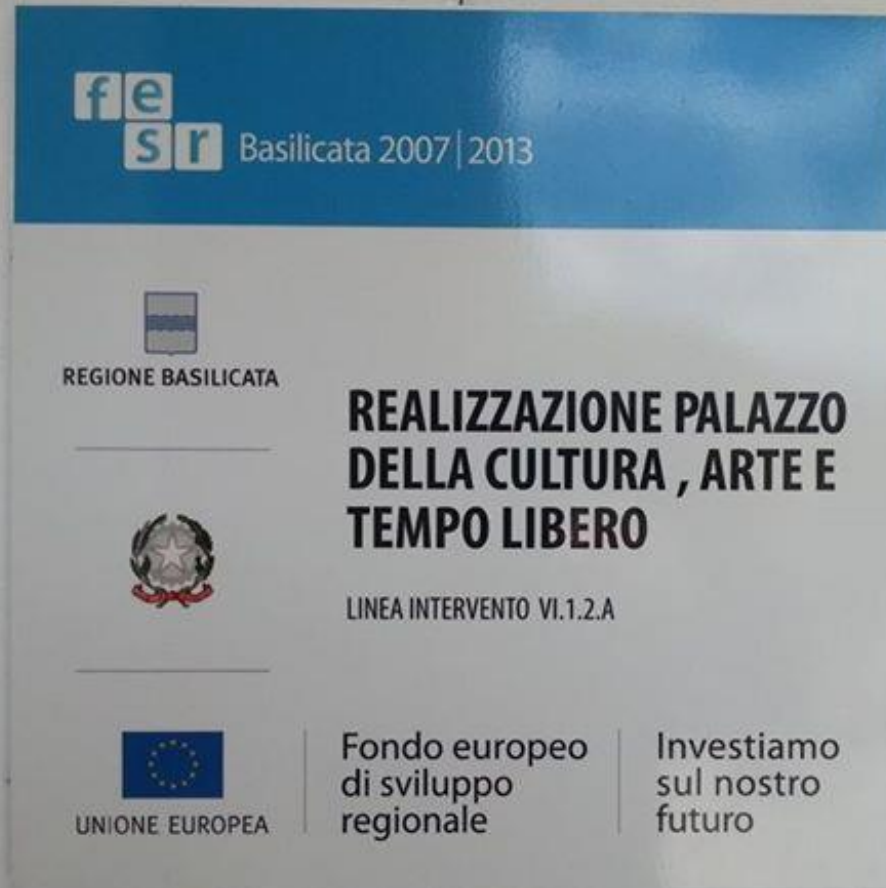 fe
sr Basilicata 2007|2013
REGIONE BASILICATA
REALIZZAZIONE PALAZZO
DELLA CULTURA , ARTE E
TEMPO LIBERO
LINEA INTERVENTO VI.1.2.A
UNIONE EUROPEA
Fondo europeo
di sviluppo
regionale
Investiamo
sul nostro
futuro